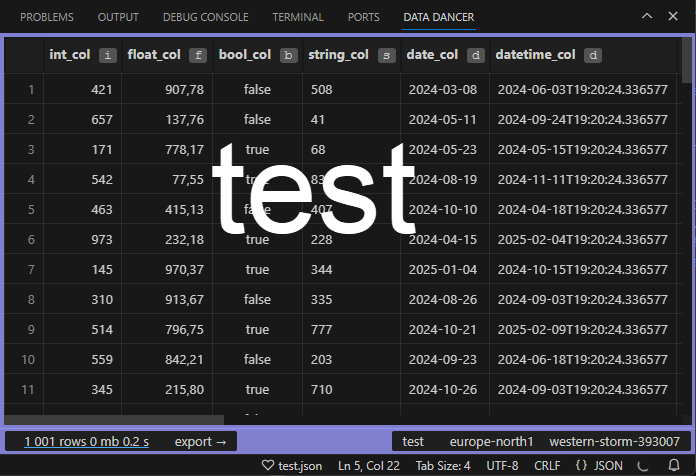 PROBLEMS OUTPUT DEBUG CONSOLE TERMINAL PORTS DATA DANCER
int_col i float_col f bool_col b string_col s date_col d datetime_col d
1 421 907,78 false 508 2024-03-08 2024-06-03T19:20:24.336577
2 657 137,76 false 41 2024-05-11 2024-09-24T19:20:24.336577
3 171 778,17 true 68 2024-05-23 2024-05-15T19:20:24.336577
4 542 77,55 2024-08-19 2024-11-11T19:20:24.336577
5 463 415,13 false 407 2024-10-10 2024-04-18T19:20:24.336577
6 973 232,18 true 228 2024-04-15 2025-02-04T19:20:24.336577
7 145 970,37 true 344 2025-01-04 2024-10-15T19:20:24.336577
8 310 913,67 false 335 2024-08-26 2024-09-03T19:20:24.336577
9 514 796,75 true 777 2024-10-21 2025-02-09T19:20:24.336577
10 559 842,21 false 203 2024-09-23 2024-06-18T19:20:24.336577
11 345 215,80 true 710 2024-10-26 2024-09-03T19:20:24.336577
test
1 001 rows 0 mb 0.2 s export → test europe-north1 western-storm-393007
test.json Ln 5, Col 22 Tab Size: 4 UTF-8 CRLF {} JSON